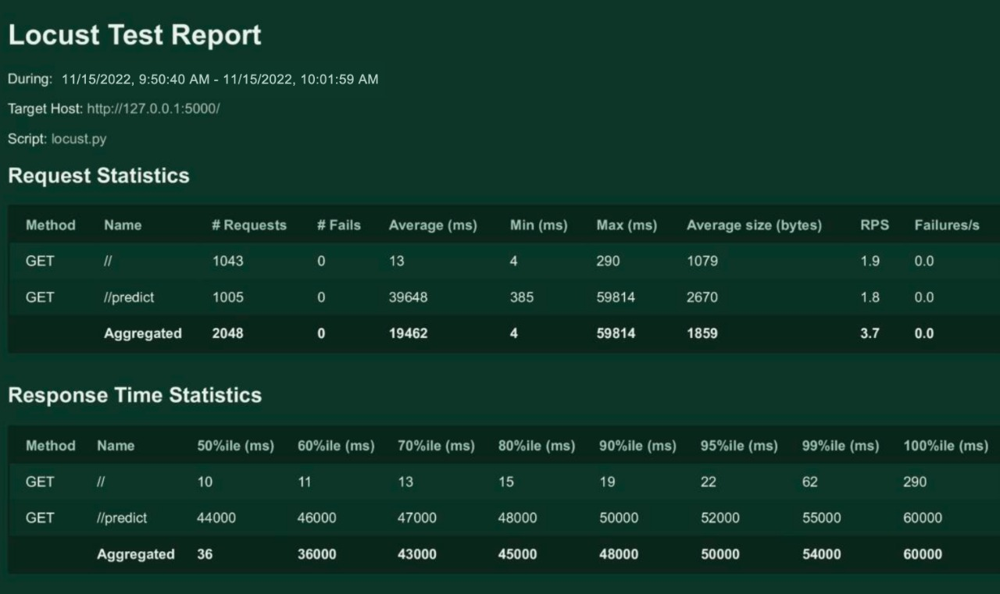 Locust Test Report
During: 11/15/2022, 9:50:40 AM - 11/15/2022, 10:01:59 AM
Target Host: http://127.0.0.1:5000/
Script: locust.py
Request Statistics
Method Name # Requests # Fails Average (ms) Min (ms) Max (ms) Average size (bytes) RPS Failures/s
GET // 1043 0 13 4 290 1079 1.9 0.0
GET //predict 1005 0 39648 385 59814 2670 1.8 0.0
Aggregated 2048 0 19462 4 59814 1859 3.7 0.0
Response Time Statistics
Method Name 50%ile (ms) 60%ile (ms) 70%ile (ms) 80%ile (ms) 90%ile (ms) 95%ile (ms) 99%ile (ms) 100%ile (ms)
GET // 10 11 13 15 19 22 62 290
GET //predict 44000 46000 47000 48000 50000 52000 55000 60000
Aggregated 36 36000 43000 45000 48000 50000 54000 60000